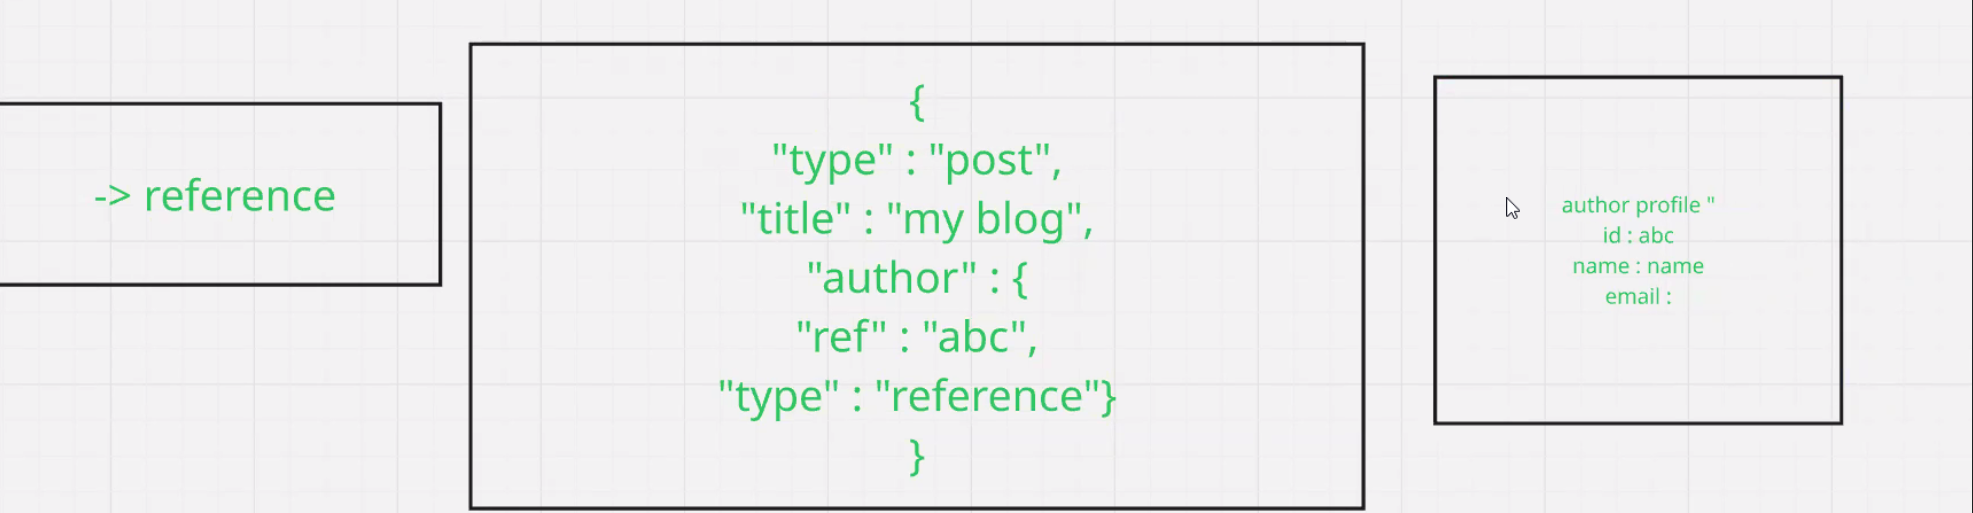 -> reference
{
"type" : "post",
"title" : "my blog",
"author" : {
"ref" : "abc",
"type" : "reference"}
}
author profile "
id : abc
name : name
email :